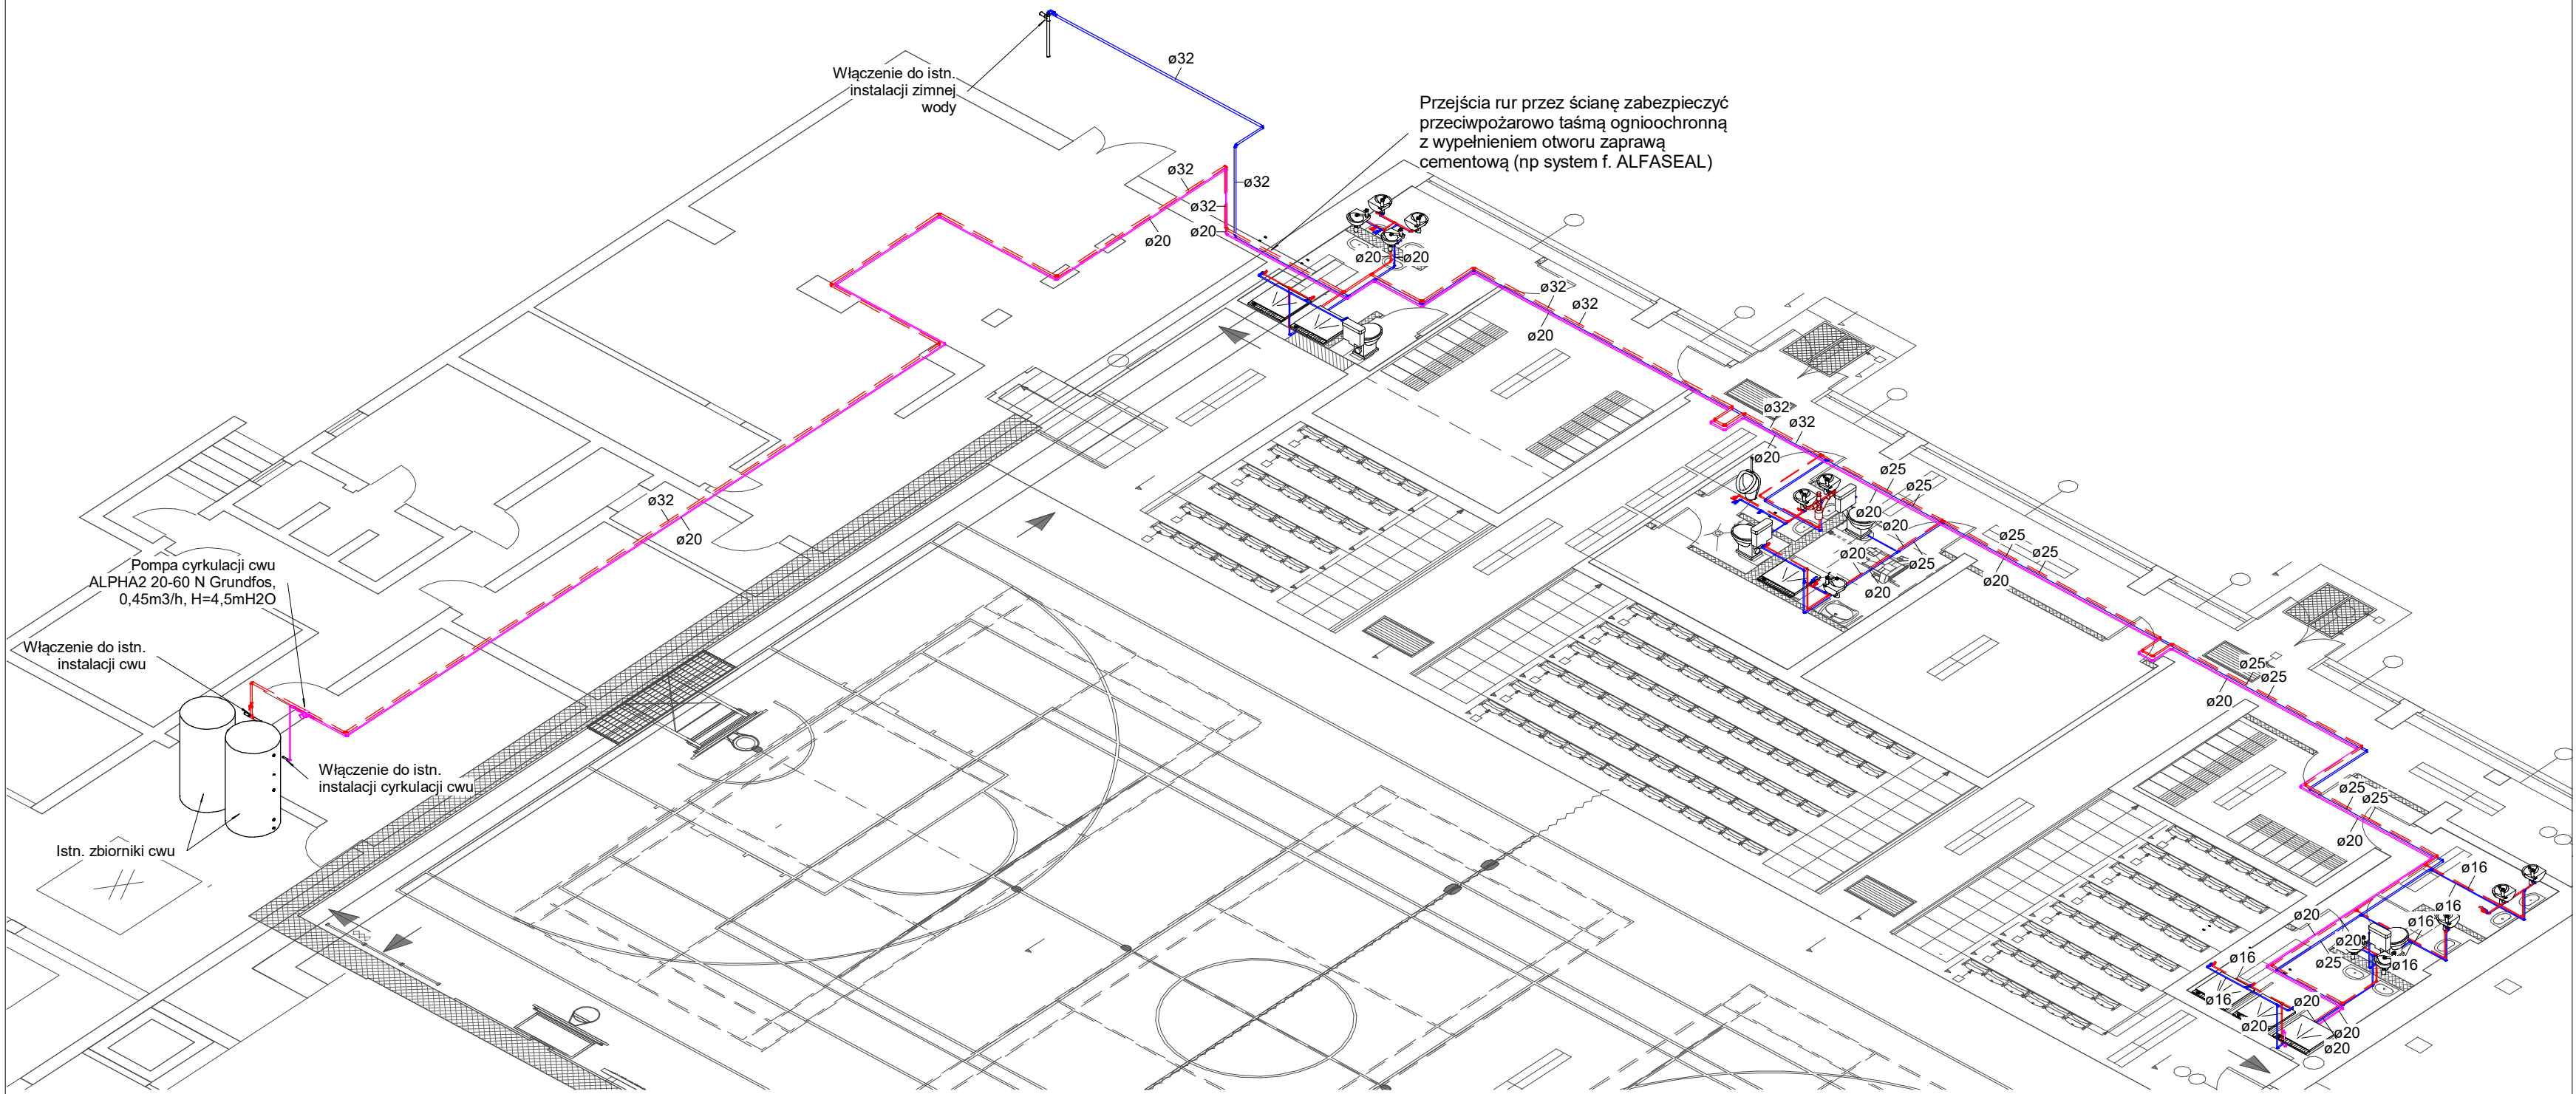 ø32
Włączenie do istn.
instalacji zimnej
wody
Przejścia rur przez ścianę zabezpieczyć
przeciwpożarowo taśmą ognioochronną
z wypełnieniem otworu zaprawą
cementową (np system f. ALFASEAL)
ø32
ø32
ø32
ø20
ø20
ø20
ø20
ø32
ø32
ø20
ø32
ø32
ø20
ø25
ø25
ø20
ø20
ø20
ø25
ø20
ø25
ø25
ø20
ø32
ø20
Pompa cyrkulacji cwu
ALPHA2 20-60 N Grundfos,
0,45m3/h, H=4,5mH2O
Włączenie do istn.
instalacji cwu
Włączenie do istn.
instalacji cyrkulacji cwu
Istn. zbiorniki cwu
ø25
ø25
ø20
ø25
ø25
ø20
ø16
ø16
ø20
ø16
ø20
ø25
ø16
ø16
ø16
ø20
ø20
ø20
ø20